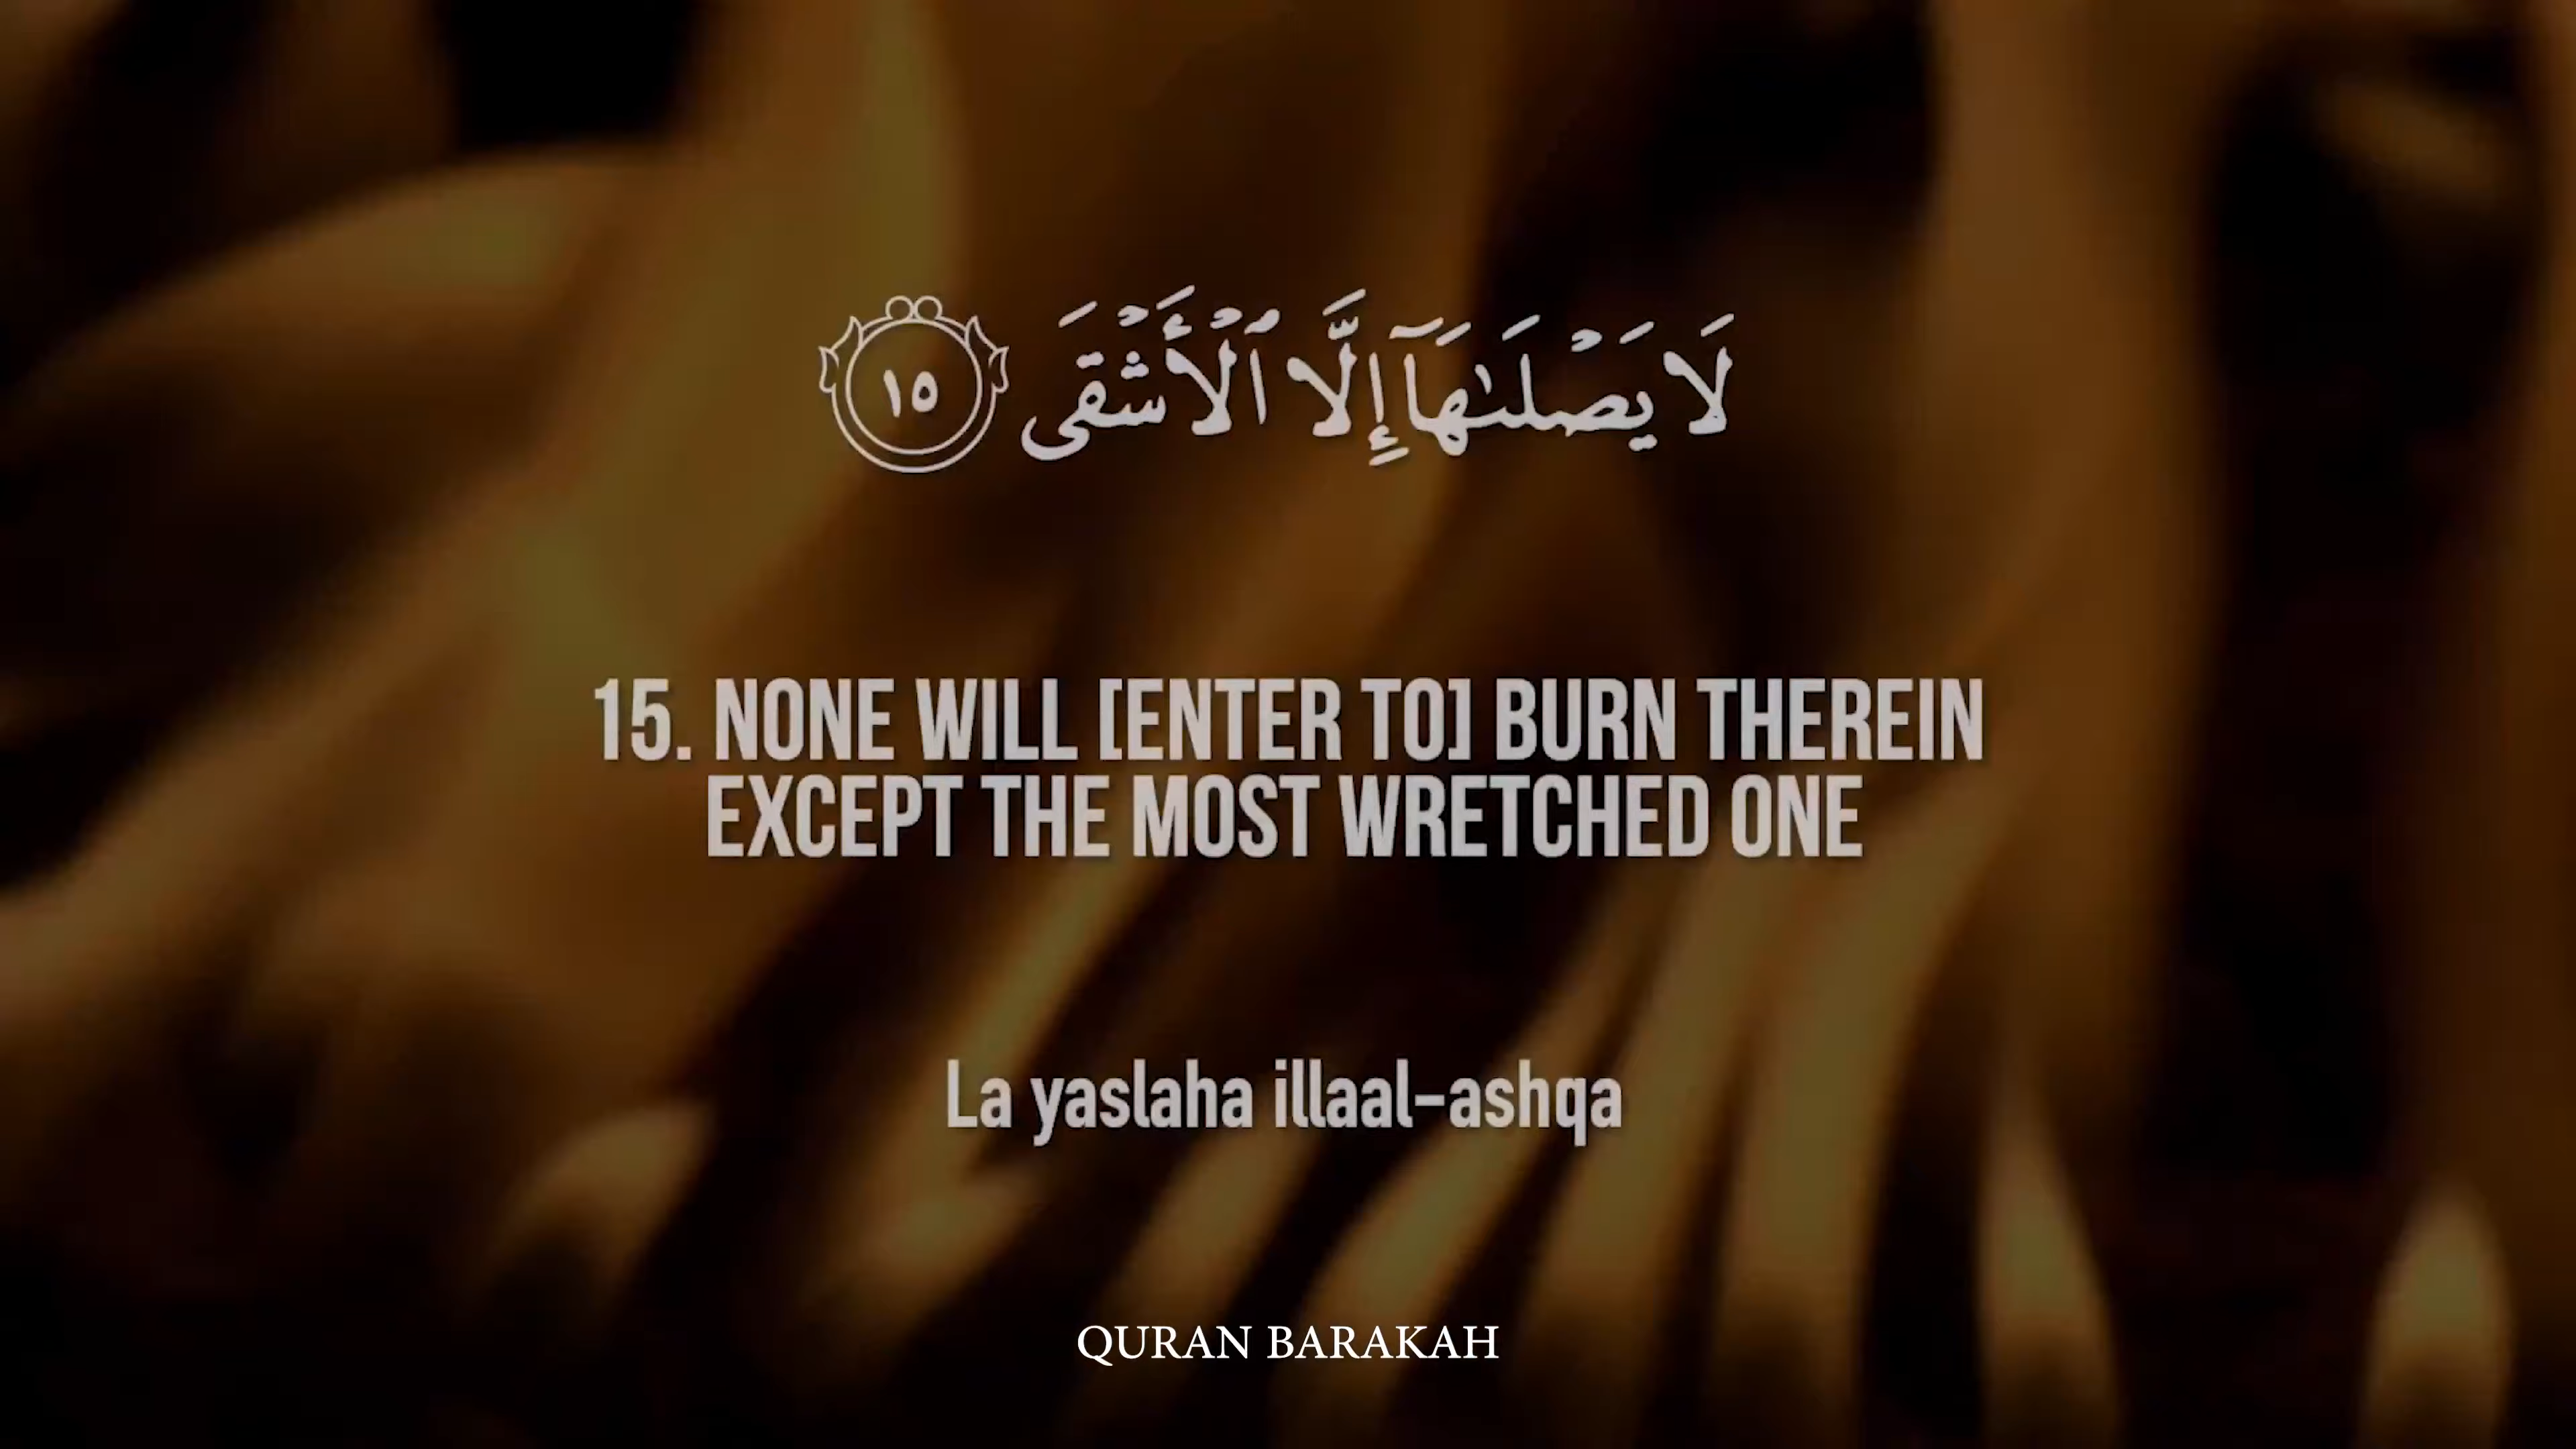 لَا يَصْلَىٰهَآ إِلَّا ٱلْأَشْقَى ١٥
15. NONE WILL [ENTER TO] BURN THEREIN
EXCEPT THE MOST WRETCHED ONE
La yaslaha illaal-ashqa
QURAN BARAKAH